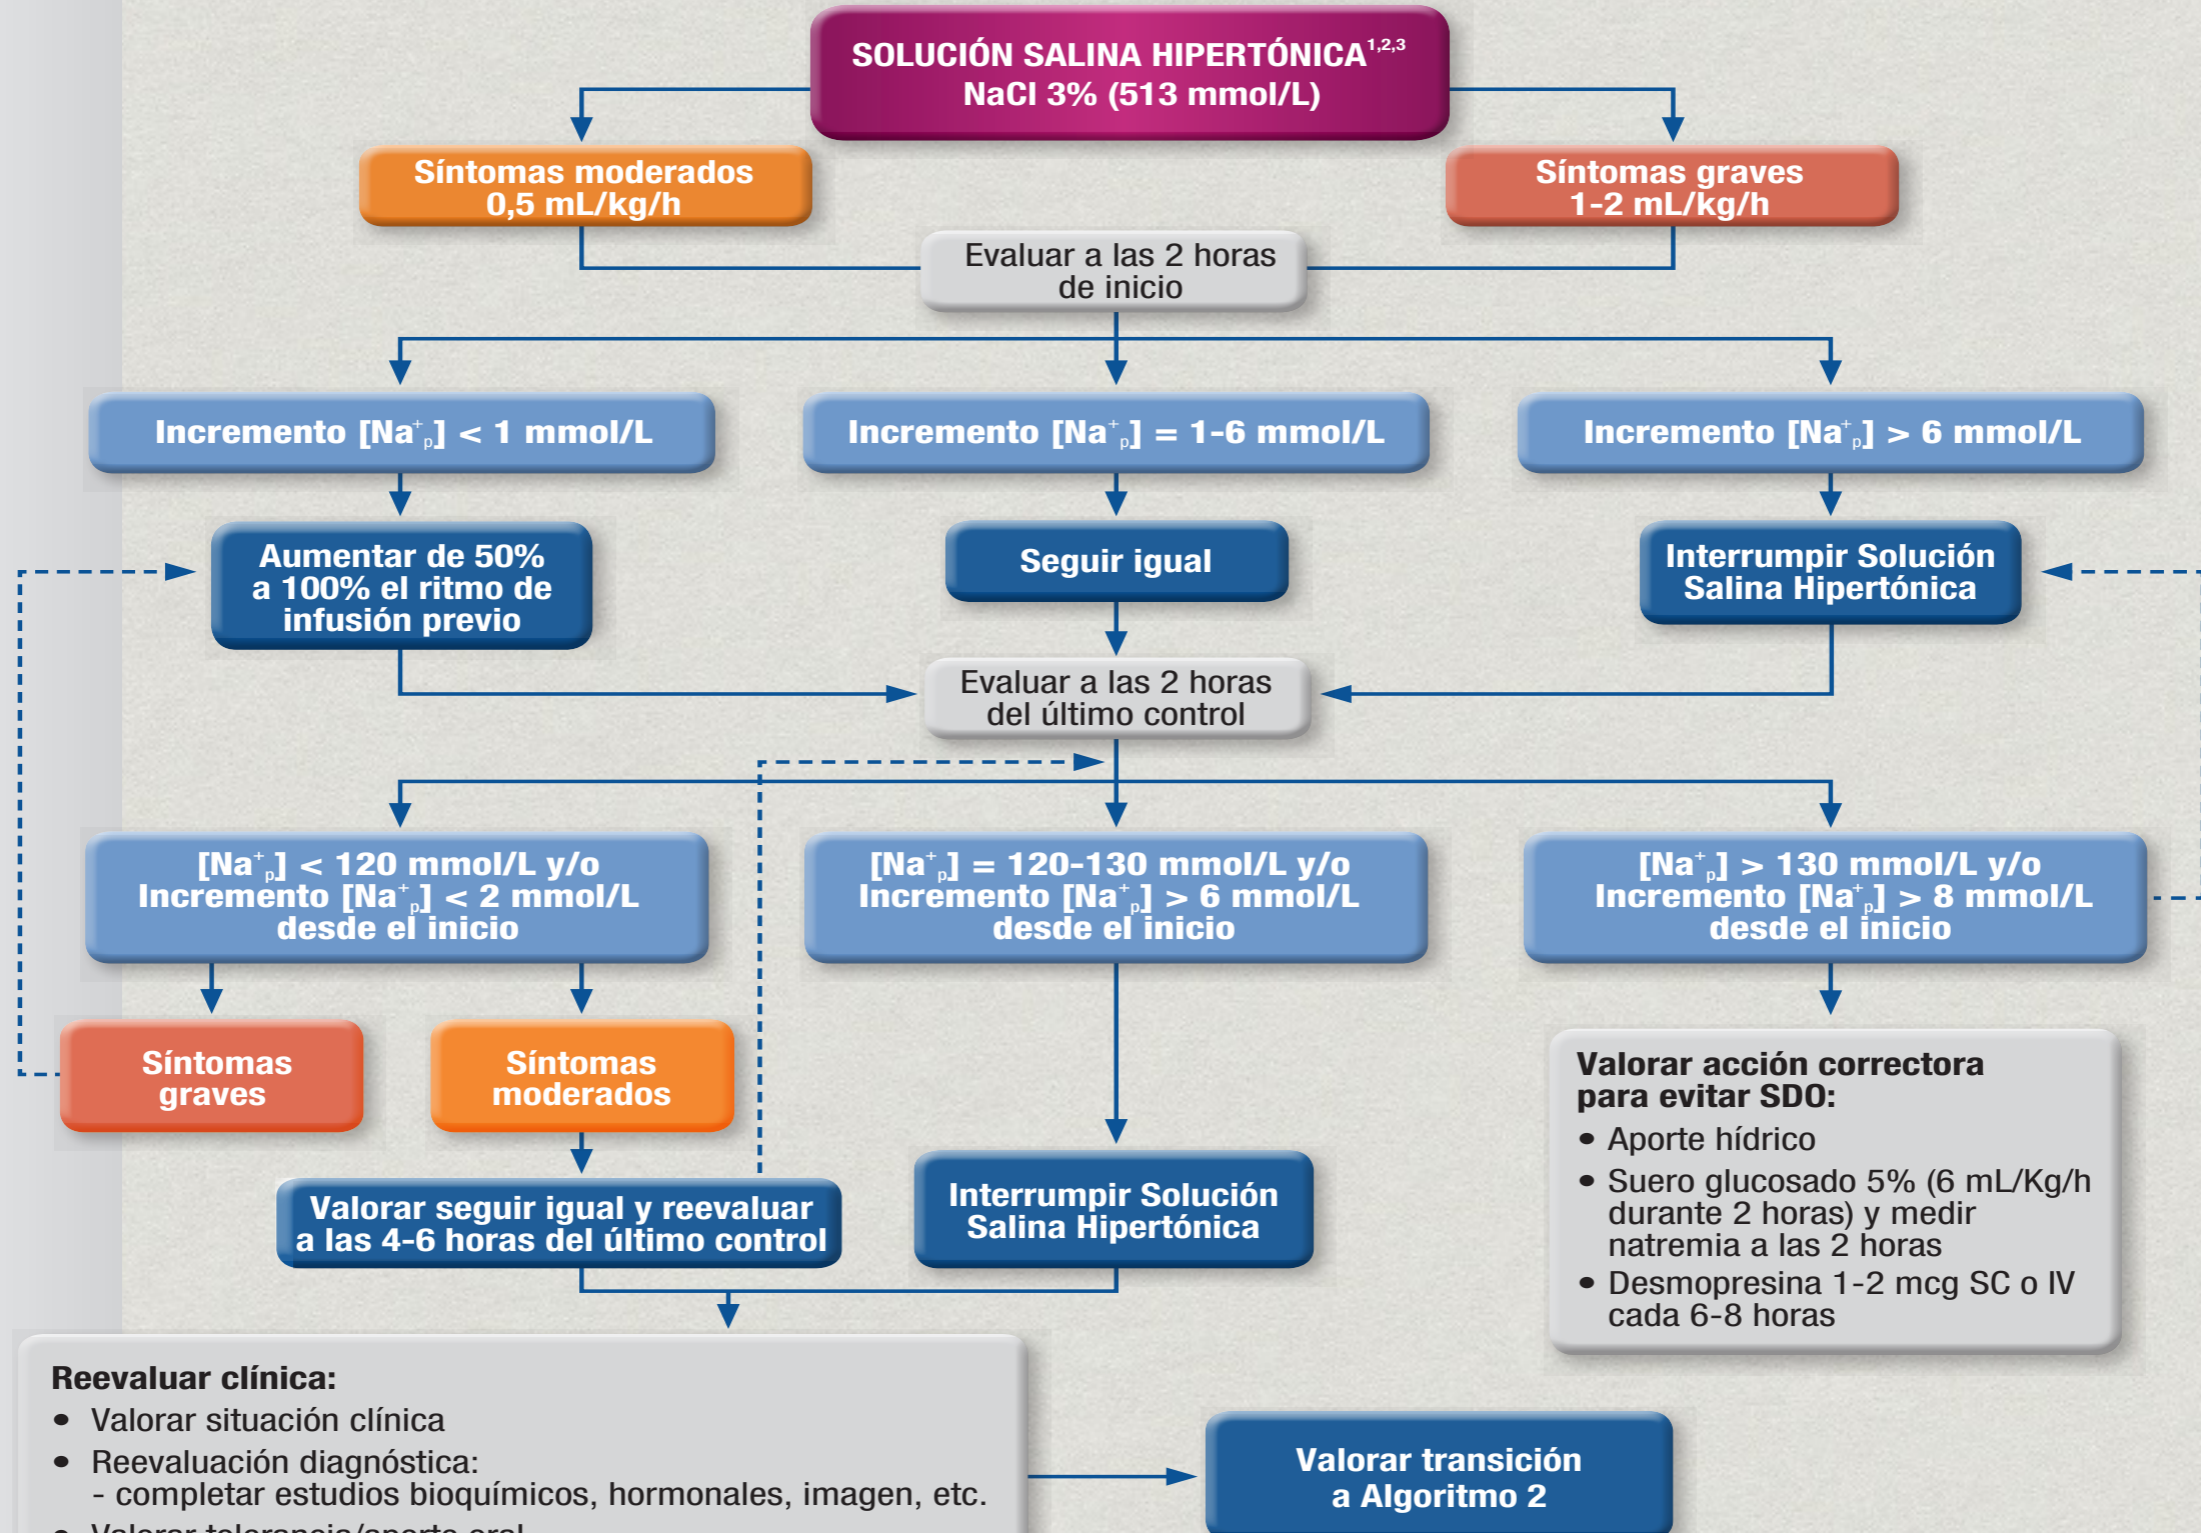 SOLUCIÓN SALINA HIPERTÓNICA1,2,3
NaCl 3% (513 mmol/L)
Síntomas moderados
0,5 mL/kg/h
Síntomas graves
1-2 mL/kg/h
Evaluar a las 2 horas
de inicio
Incremento [Na+p] < 1 mmol/L
Incremento [Na+p] = 1-6 mmol/L
Incremento [Na+p] > 6 mmol/L
Aumentar de 50%
a 100% el ritmo de
infusión previo
Seguir igual
Interrumpir Solución
Salina Hipertónica
Evaluar a las 2 horas
del último control
[Na+p] < 120 mmol/L y/o
Incremento [Na+p] < 2 mmol/L
desde el inicio
[Na+p] = 120-130 mmol/L y/o
Incremento [Na+p] > 6 mmol/L
desde el inicio
[Na+p] > 130 mmol/L y/o
Incremento [Na+p] > 8 mmol/L
desde el inicio
Síntomas
graves
Síntomas
moderados
Valorar seguir igual y reevaluar
a las 4-6 horas del último control
Interrumpir Solución
Salina Hipertónica
Valorar acción correctora
para evitar SDO:
• Aporte hídrico
• Suero glucosado 5% (6 mL/Kg/h
durante 2 horas) y medir
natremia a las 2 horas
• Desmopresina 1-2 mcg SC o IV
cada 6-8 horas
Reevaluar clínica:
• Valorar situación clínica
• Reevaluación diagnóstica:
- completar estudios bioquímicos, hormonales, imagen, etc.
• Valorar tolerancia/aporte oral
Valorar transición
a Algoritmo 2